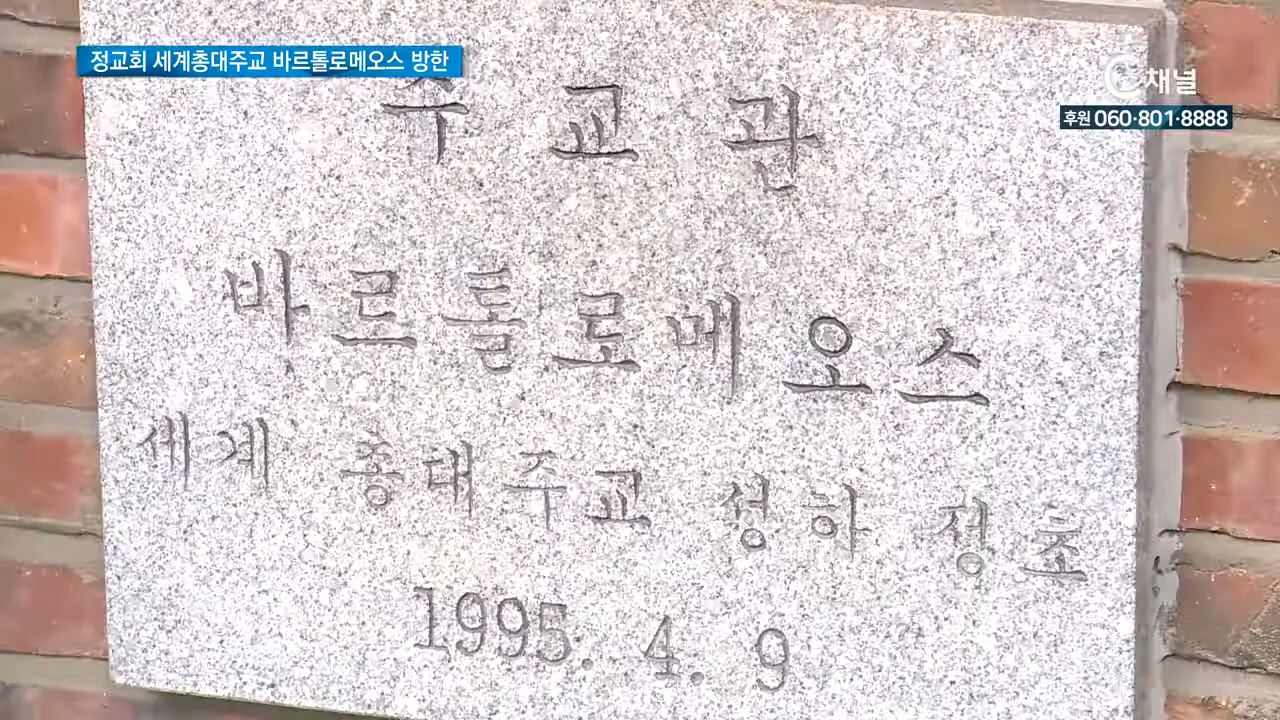 정교회 세계총대주교 바르톨로메오스 방한
C채널
후원 060·801·8888
주교관
바르톨로메오스
세계 총대주교 성하 정초
1995. 4. 9